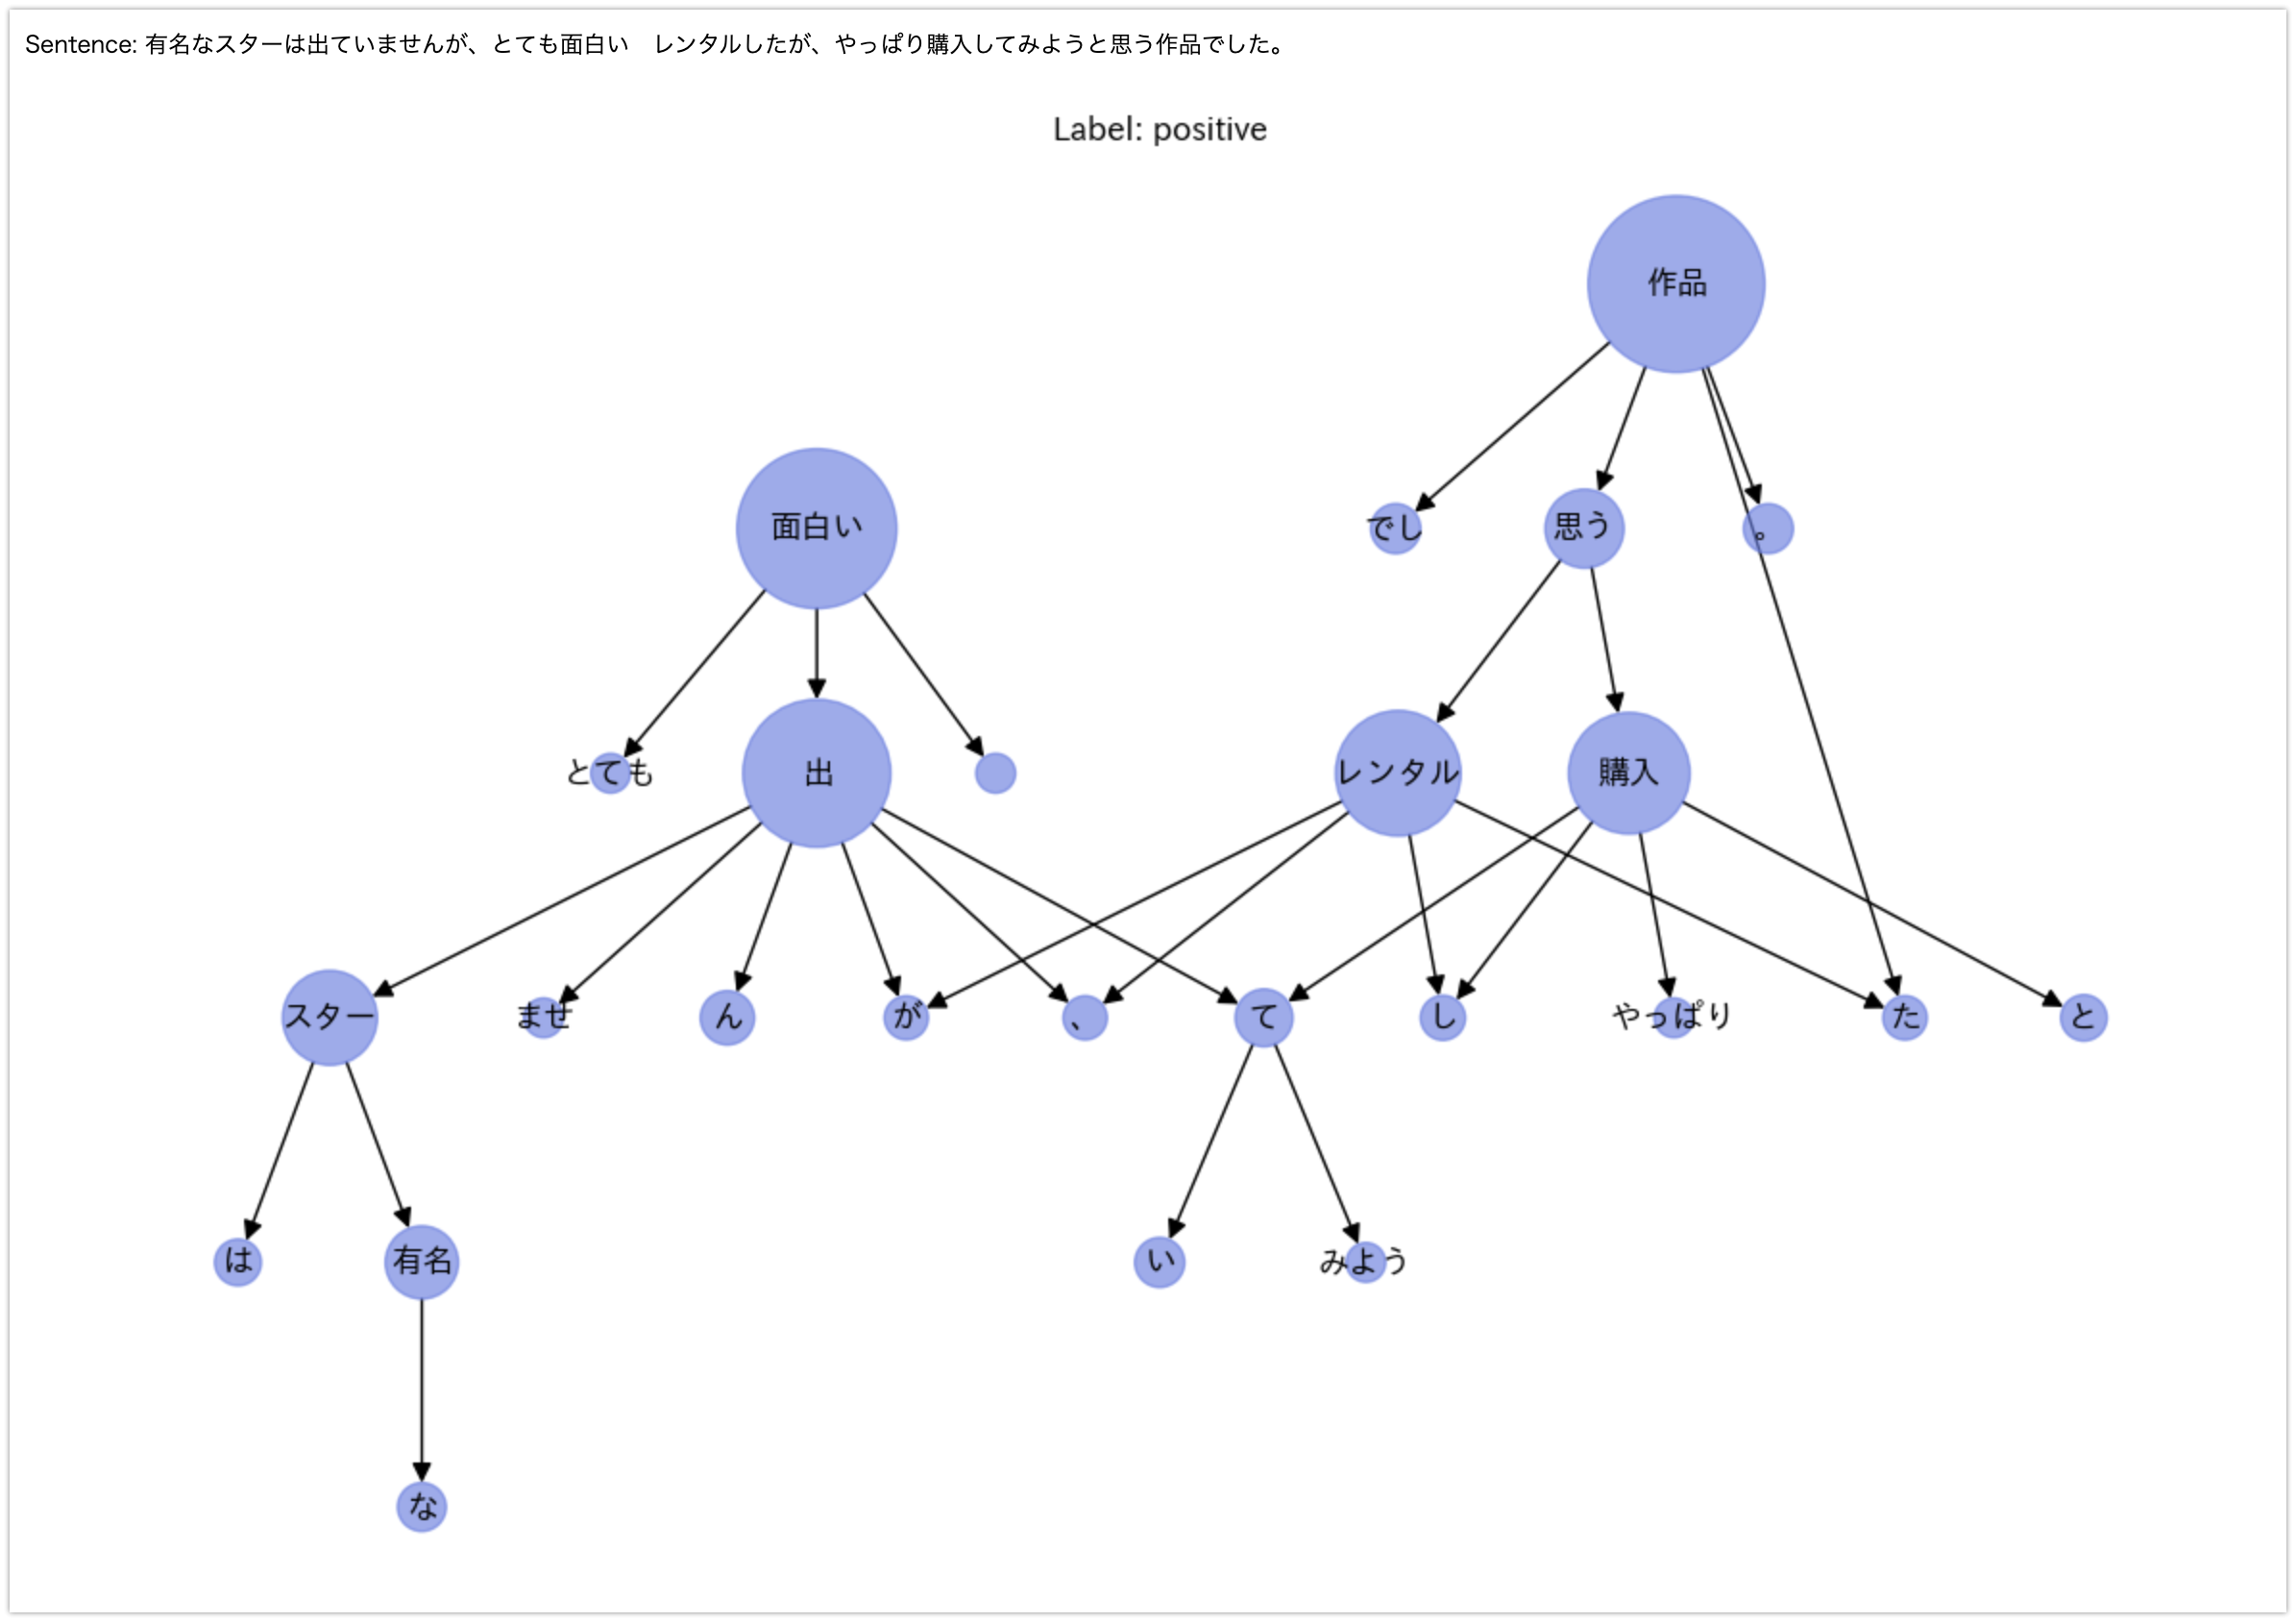 Sentence: 有名なスターは出ていませんが、とても面白い　レンタルしたが、やっぱり購入してみようと思う作品でした。
Label: positive
作品
面白い
でし
思う
。
とても
出
レンタル
購入
スター
ませ
ん
が
、
て
し
やっぱり
た
と
は
有名
い
みよう
な